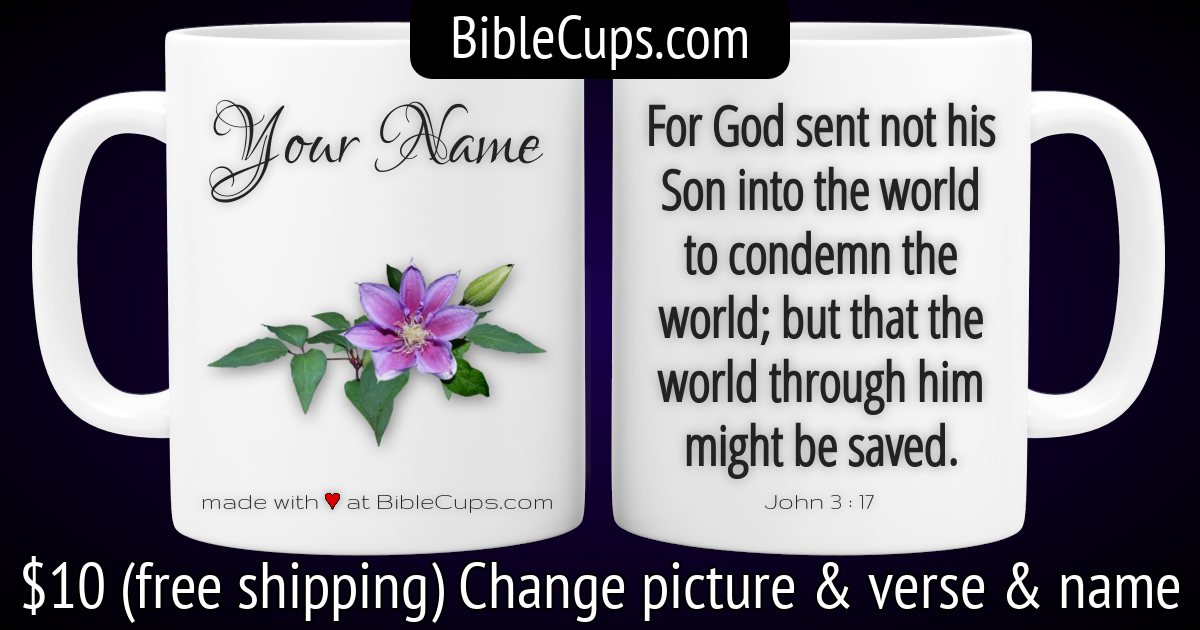 BibleCups.com
Your Name
made with ♥ at BibleCups.com
For God sent not his
Son into the world
to condemn the
world; but that the
world through him
might be saved.
John 3 : 17
$10 (free shipping) Change picture & verse & name